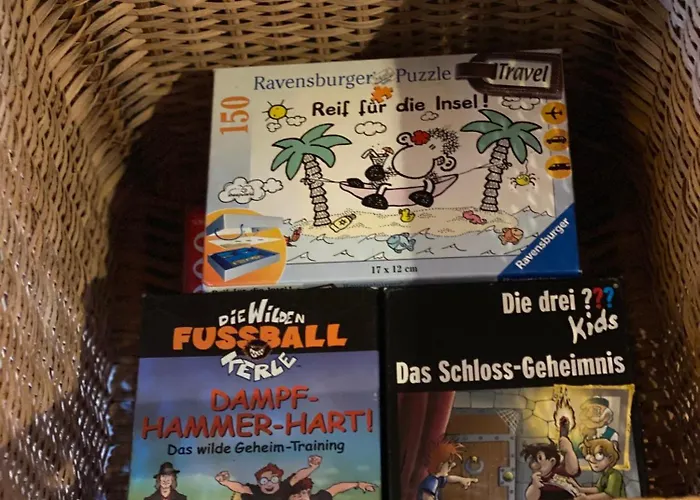 Ravensburger Puzzle Travel
150
Reif für die Insel!
17 x 12 cm
Ravensburger
DIE WILDEN
FUSSBALL
KERLE
DAMPF-
HAMMER-HART!
Das wilde Geheim-Training
Die drei ???
Kids
Das Schloss-Geheimnis